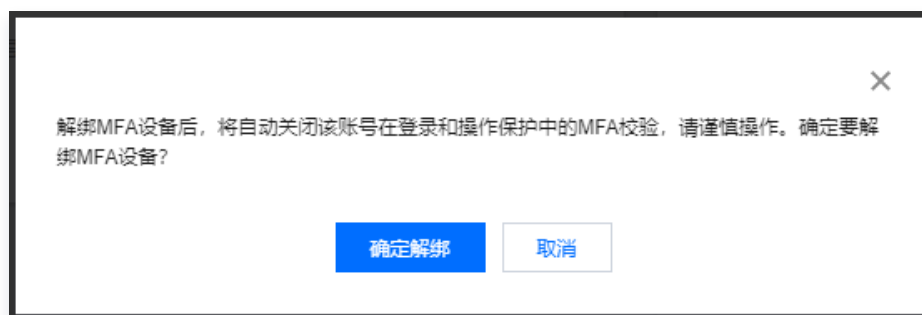 解绑MFA设备后，将自动关闭该账号在登录和操作保护中的MFA校验，请谨慎操作。确定要解
绑MFA设备？
确定解绑 取消